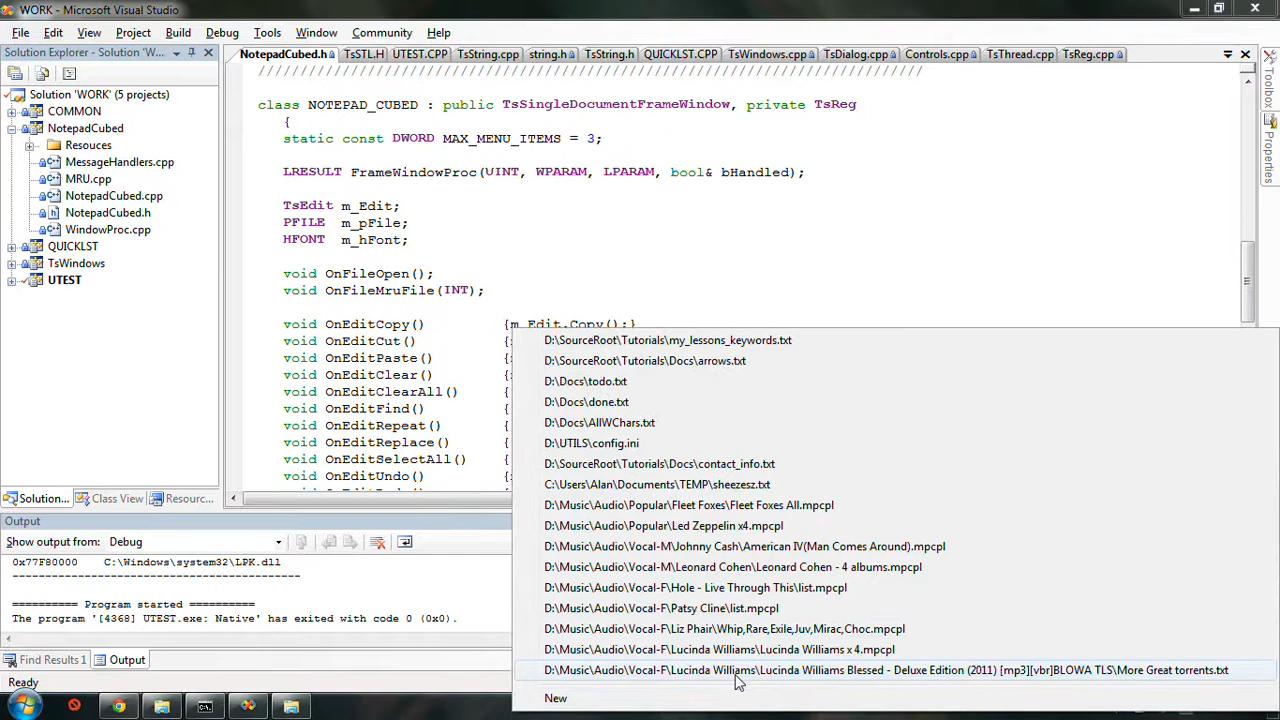 WORK - Microsoft Visual Studio
File Edit View Project Build Debug Tools Window Community Help
Solution Explorer - Solution 'W...
NotepadCubed.h TsSTL.H UTEST.CPP TsString.cpp string.h TsString.h QUICKLST.CPP TsWindows.cpp TsDialog.cpp Controls.cpp TsThread.cpp TsReg.cpp
Solution 'WORK' (5 projects)
COMMON
NotepadCubed
Resouces
MessageHandlers.cpp
MRU.cpp
NotepadCubed.cpp
NotepadCubed.h
WindowProc.cpp
QUICKLST
TsWindows
UTEST
Solution... Class View Resourc...
////////////////////////////////////////////////////////////////////////////////
class NOTEPAD_CUBED : public TsSingleDocumentFrameWindow, private TsReg
{
static const DWORD MAX_MENU_ITEMS = 3;
LRESULT FrameWindowProc(UINT, WPARAM, LPARAM, bool& bHandled);
TsEdit m_Edit;
PFILE m_pFile;
HFONT m_hFont;
void OnFileOpen();
void OnFileMruFile(INT);
void OnEditCopy() {m_Edit.Copy();}
void OnEditCut()
void OnEditPaste()
void OnEditClear()
void OnEditClearAll()
void OnEditFind()
void OnEditRepeat()
void OnEditReplace()
void OnEditSelectAll()
void OnEditUndo()
Toolbox
Properties
Output
Show output from: Debug
0x77F80000 C:\Windows\system32\LPK.dll
------------------------------------------
========== Program started ==========
The program '[4368] UTEST.exe: Native' has exited with code 0 (0x0).
Find Results 1 Output
Ready
D:\SourceRoot\Tutorials\my_lessons_keywords.txt
D:\SourceRoot\Tutorials\Docs\arrows.txt
D:\Docs\todo.txt
D:\Docs\done.txt
D:\Docs\AllWChars.txt
D:\UTILS\config.ini
D:\SourceRoot\Tutorials\Docs\contact_info.txt
C:\Users\Alan\Documents\TEMP\sheezesz.txt
D:\Music\Audio\Popular\Fleet Foxes\Fleet Foxes All.mpcpl
D:\Music\Audio\Popular\Led Zeppelin x4.mpcpl
D:\Music\Audio\Vocal-M\Johnny Cash\American IV(Man Comes Around).mpcpl
D:\Music\Audio\Vocal-M\Leonard Cohen\Leonard Cohen - 4 albums.mpcpl
D:\Music\Audio\Vocal-F\Hole - Live Through This\list.mpcpl
D:\Music\Audio\Vocal-F\Patsy Cline\list.mpcpl
D:\Music\Audio\Vocal-F\Liz Phair\Whip,Rare,Exile,Juv,Mirac,Choc.mpcpl
D:\Music\Audio\Vocal-F\Lucinda Williams\Lucinda Williams x 4.mpcpl
D:\Music\Audio\Vocal-F\Lucinda Williams\Lucinda Williams Blessed - Deluxe Edition (2011) [mp3][vbr]BLOWA TLS\More Great torrents.txt
New